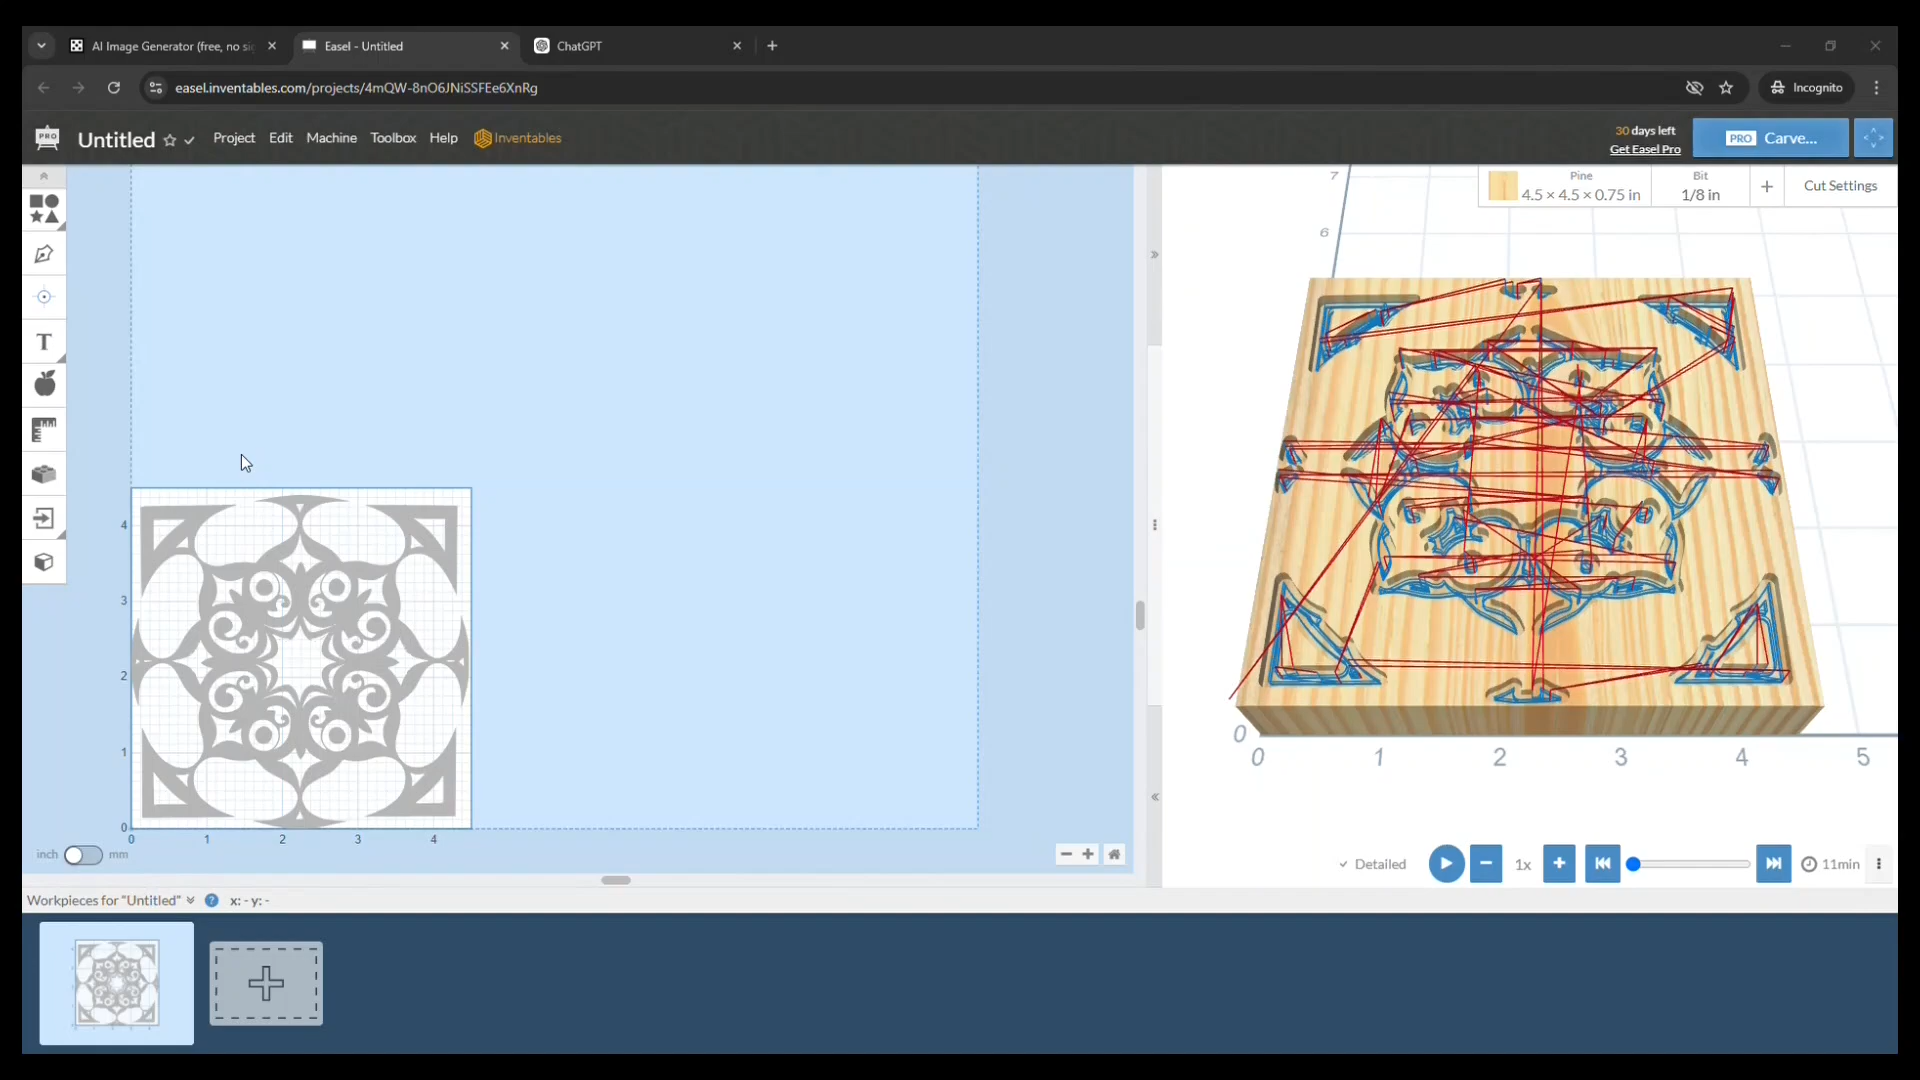 AI Image Generator (free, no si
Easel - Untitled
ChatGPT
easel.inventables.com/projects/4mQW-8nO6JNiSSFEe6XnRg
Incognito
PRO
Untitled
Project
Edit
Machine
Toolbox
Help
Inventables
30 days left
Get Easel Pro
PRO Carve...
Pine
4.5 × 4.5 × 0.75 in
Bit
1/8 in
Cut Settings
T
7
6
4
3
2
1
0
0 1 2 3 4
0
0 1 2 3 4 5
inch mm
Detailed
1x
11min
Workpieces for "Untitled"
? x: - y: -